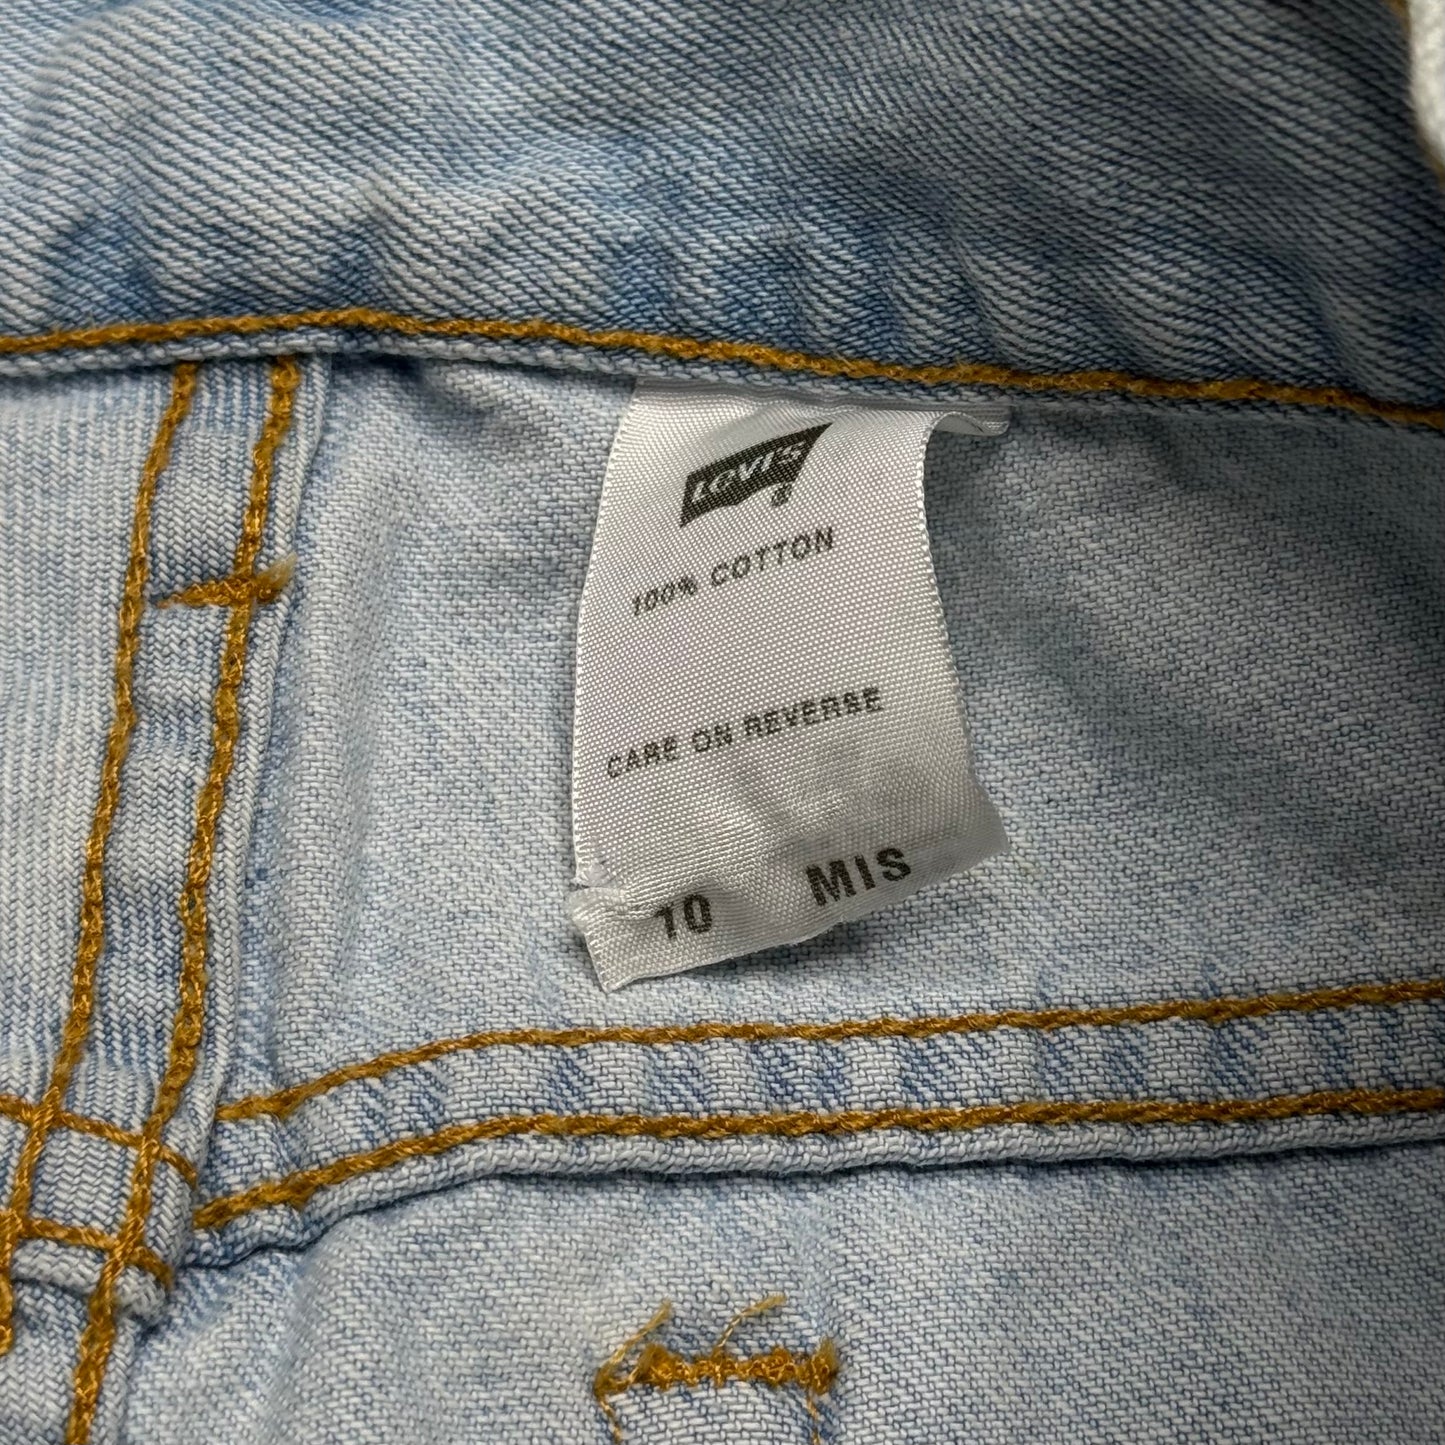 LEVI'S
®
100% COTTON
CARE ON REVERSE
10 MIS